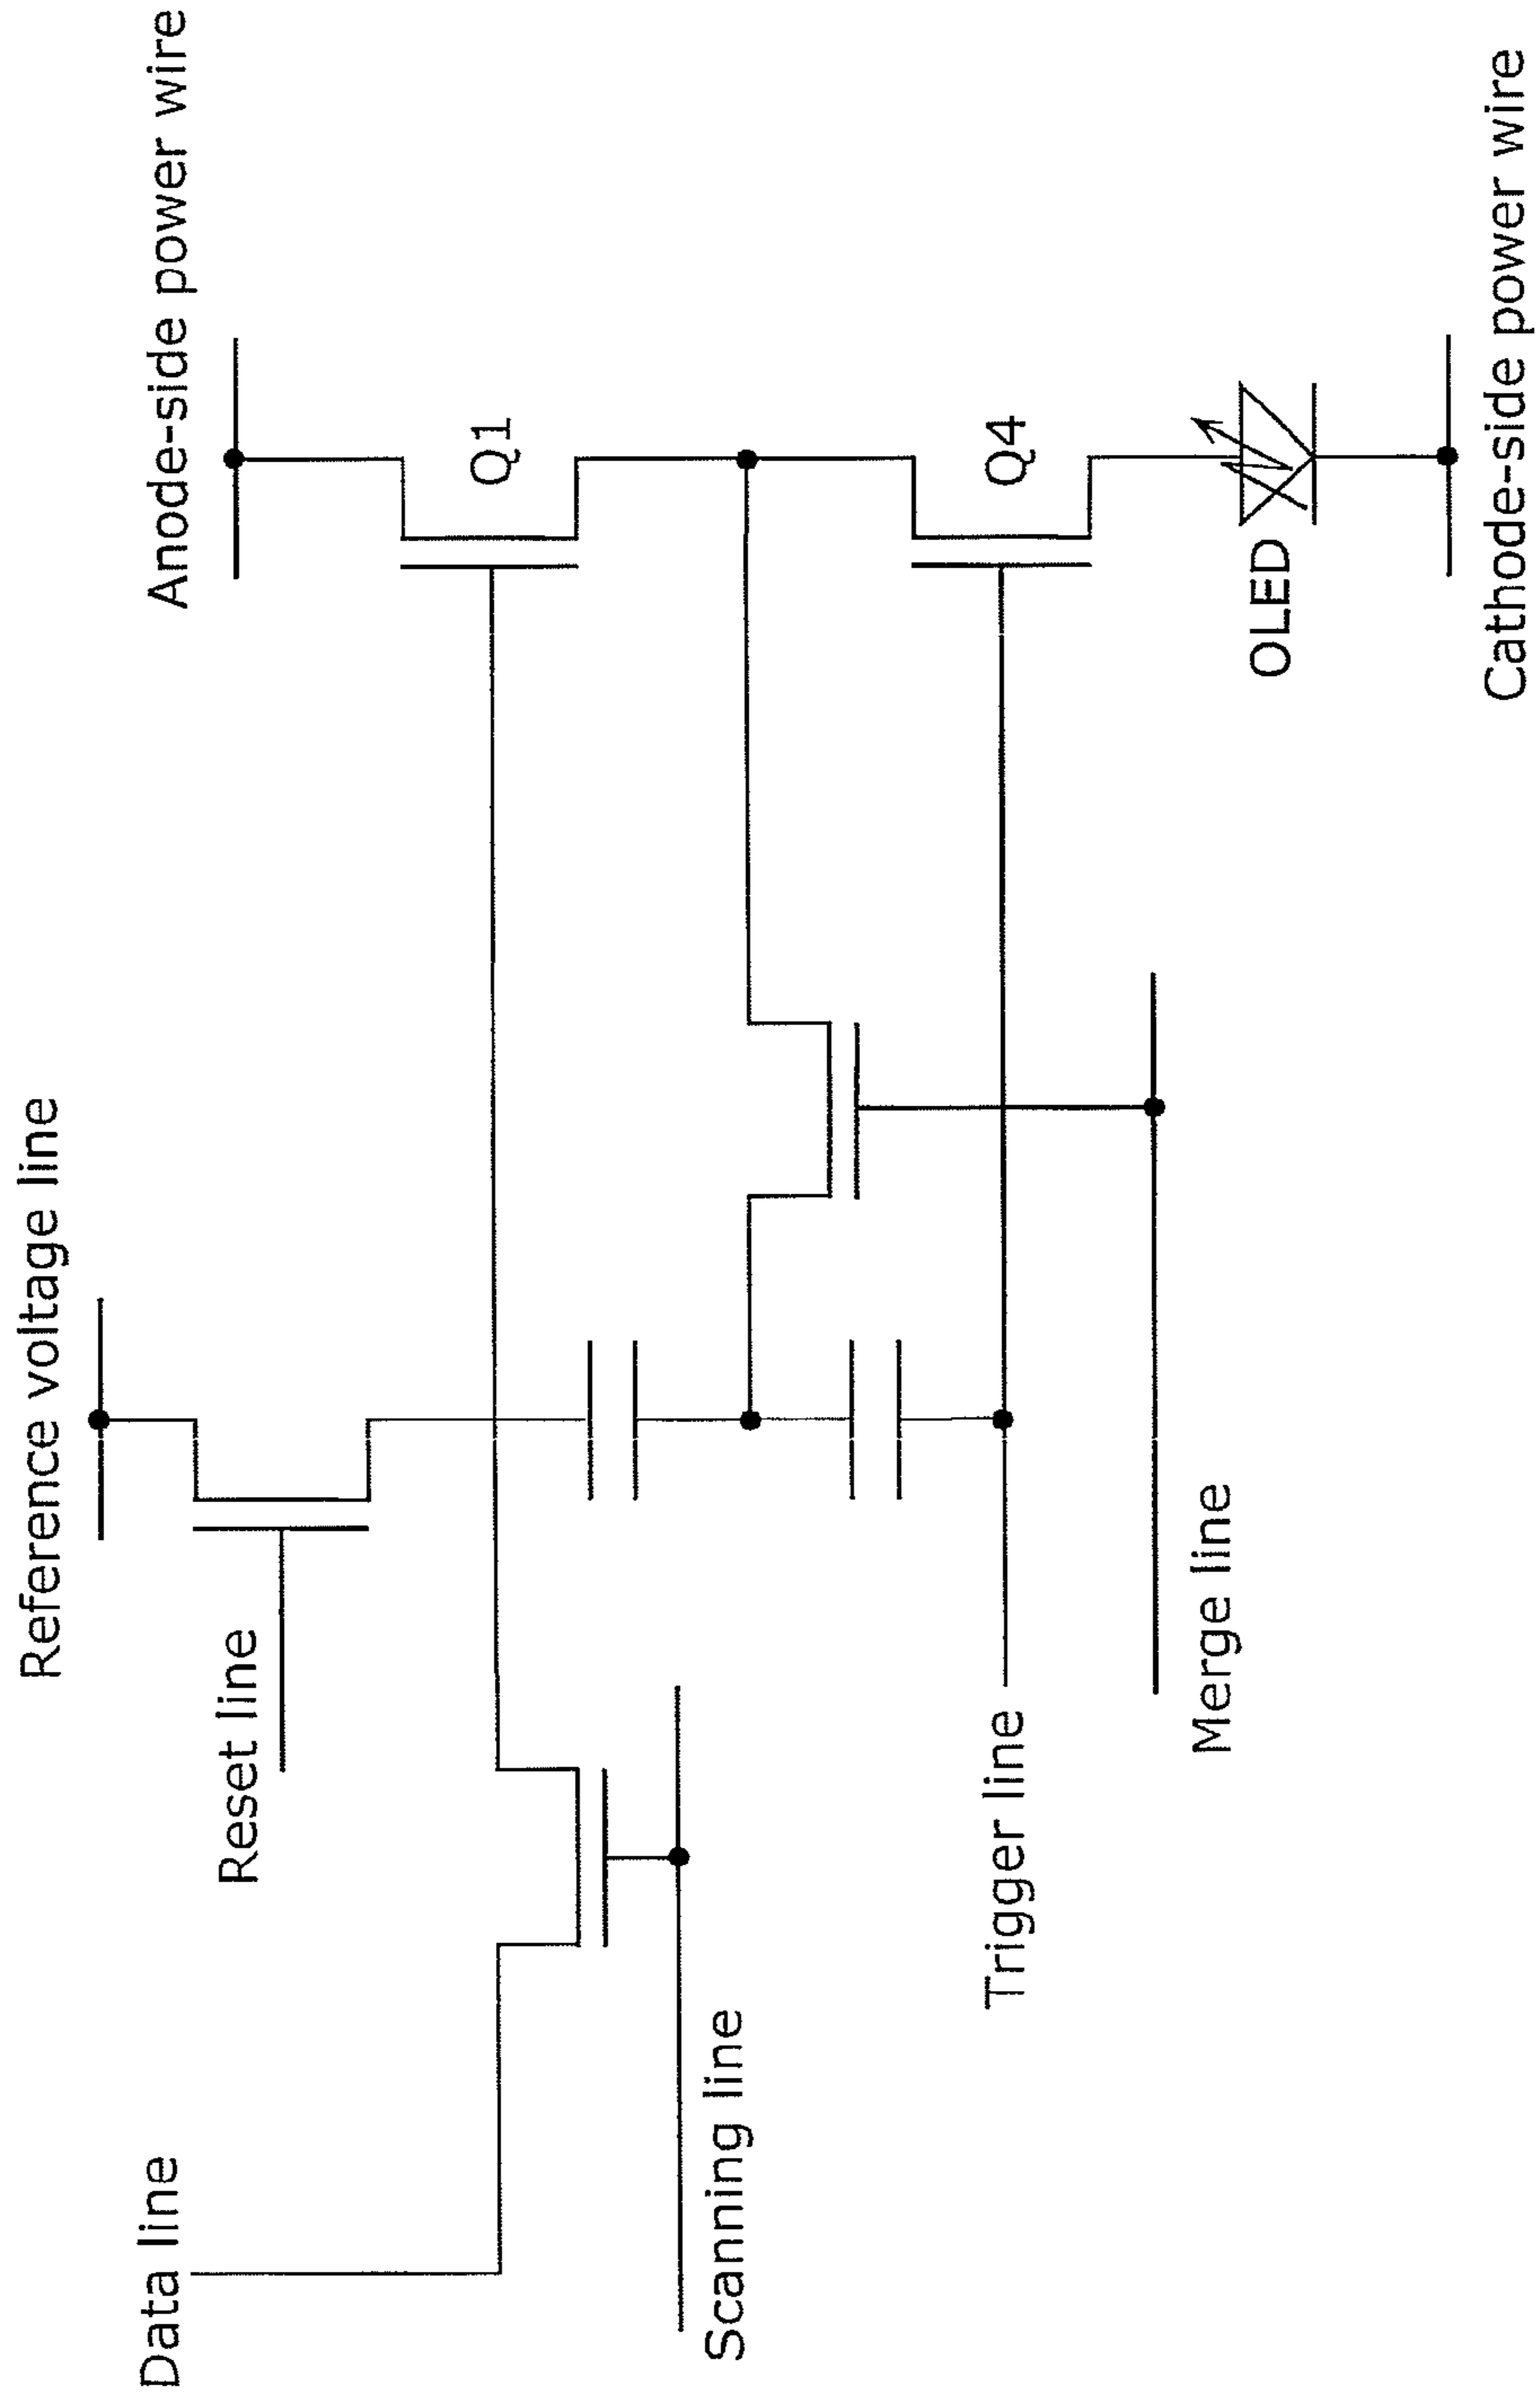 Reference voltage line
Anode-side power wire
Data line
Reset line
Q1
Scanning line
Trigger line
Q4
Merge line
OLED
Cathode-side power wire